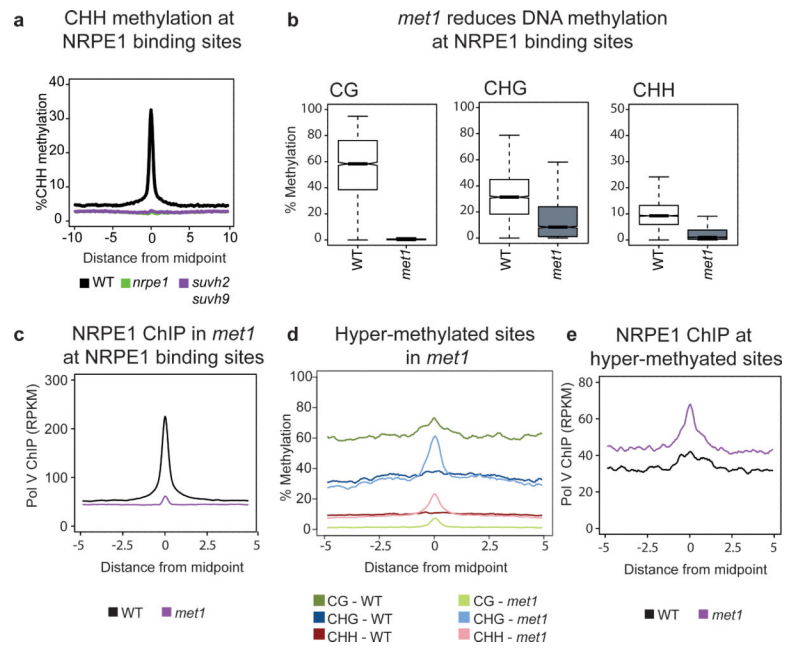 a
CHH methylation at
NRPE1 binding sites
%CHH methylation
40
30
20
10
0
-10 -5 0 5 10
Distance from midpoint
WT nrpe1 suvh2
suvh9
b
met1 reduces DNA methylation
at NRPE1 binding sites
CG
% Methylation
100
80
60
40
20
0
WT met1
CHG
100
80
60
40
20
0
WT met1
CHH
50
40
30
20
10
0
WT met1
c
NRPE1 ChIP in met1
at NRPE1 binding sites
Pol V ChIP (RPKM)
300
200
100
0
-5 -2.5 0 2.5 5
Distance from midpoint
WT met1
d
Hyper-methylated sites
in met1
% Methylation
100
80
60
40
20
0
-5 -2.5 0 2.5 5
Distance from midpoint
CG - WT CG - met1
CHG - WT CHG - met1
CHH - WT CHH - met1
e
NRPE1 ChIP at
hyper-methyated sites
Pol V ChIP (RPKM)
80
60
40
20
0
-5 -2.5 0 2.5 5
Distance from midpoint
WT met1